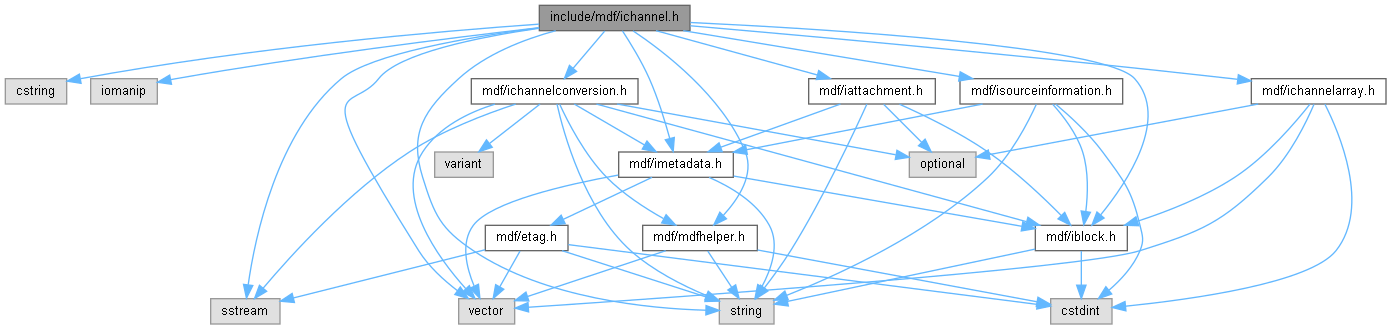 include/mdf/ichannel.h
cstring
iomanip
mdf/ichannelconversion.h
mdf/iattachment.h
mdf/isourceinformation.h
mdf/ichannelarray.h
variant
mdf/imetadata.h
optional
mdf/etag.h
mdf/mdfhelper.h
mdf/iblock.h
sstream
vector
string
cstdint